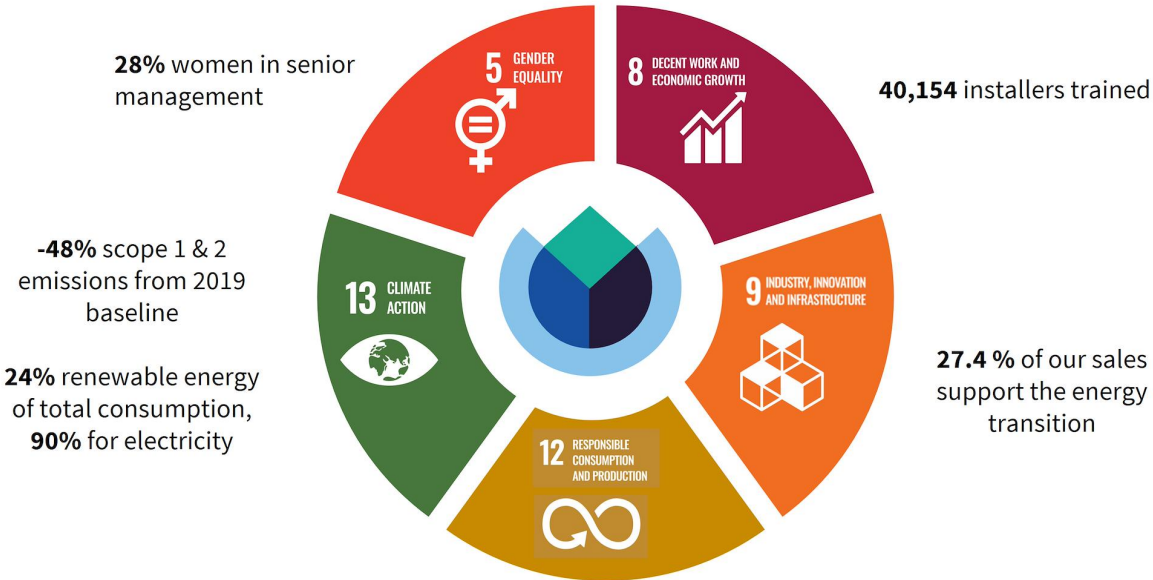 28% women in senior
management
5 GENDER
EQUALITY
8 DECENT WORK AND
ECONOMIC GROWTH
40,154 installers trained
-48% scope 1 & 2
emissions from 2019
baseline
24% renewable energy
of total consumption,
90% for electricity
13 CLIMATE
ACTION
9 INDUSTRY, INNOVATION
AND INFRASTRUCTURE
27.4 % of our sales
support the energy
transition
12 RESPONSIBLE
CONSUMPTION
AND PRODUCTION